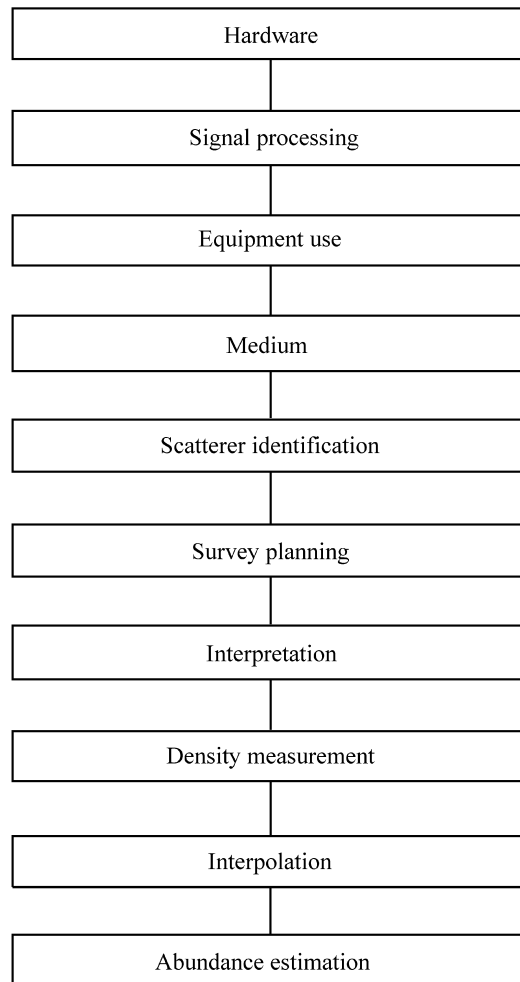 Hardware
Signal processing
Equipment use
Medium
Scatterer identification
Survey planning
Interpretation
Density measurement
Interpolation
Abundance estimation